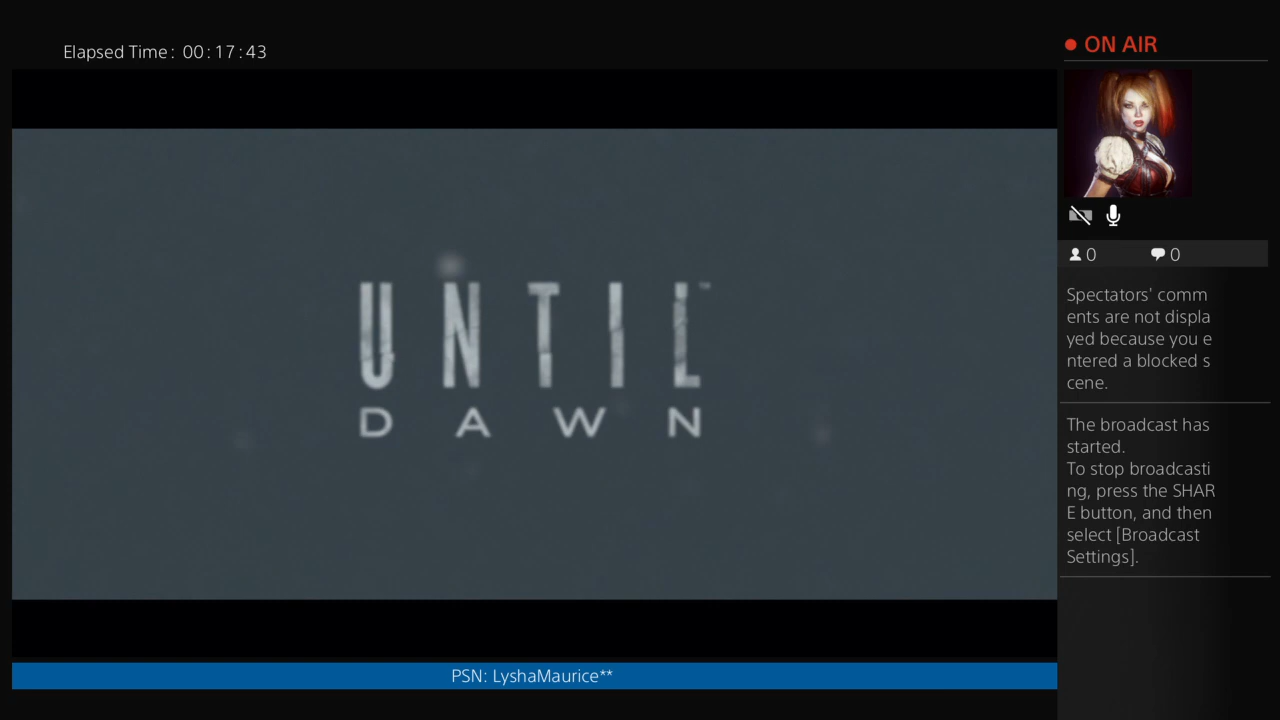 Elapsed Time: 00:17:43
ON AIR
UNTIL™
DAWN
0
0
Spectators' comm
ents are not displa
yed because you e
ntered a blocked s
cene.
The broadcast has
started.
To stop broadcasti
ng, press the SHAR
E button, and then
select [Broadcast
Settings].
PSN: LyshaMaurice**